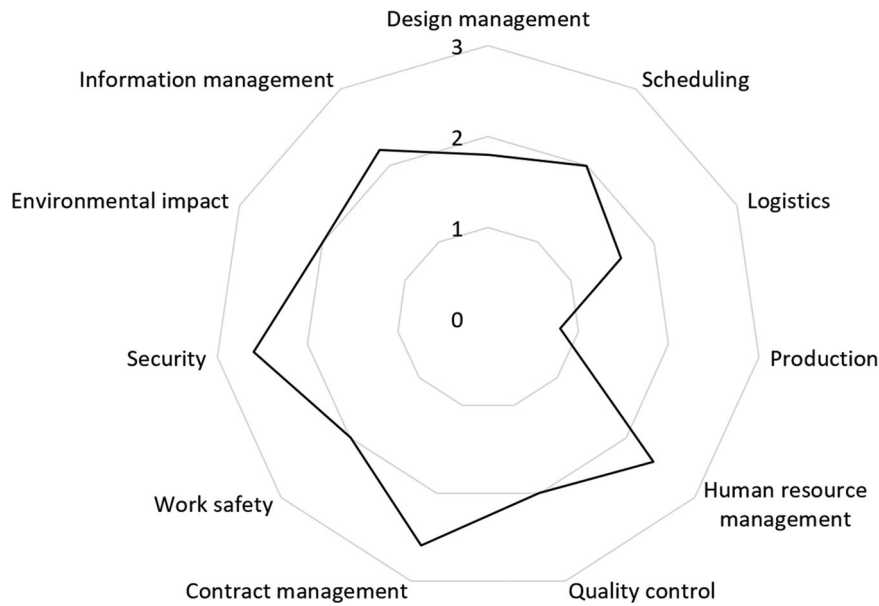 Design management
3
Information management
Scheduling
2
Environmental impact
Logistics
1
0
Security
Production
Work safety
Human resource
management
Contract management
Quality control